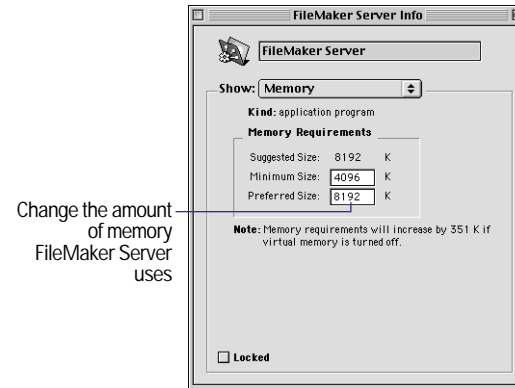 FileMaker Server Info
FileMaker Server
Show: Memory
Kind: application program
Memory Requirements
Suggested Size: 8192 K
Minimum Size: 4096 K
Preferred Size: 8192 K
Change the amount
of memory
FileMaker Server
uses
Note: Memory requirements will increase by 351 K if
virtual memory is turned off.
Locked